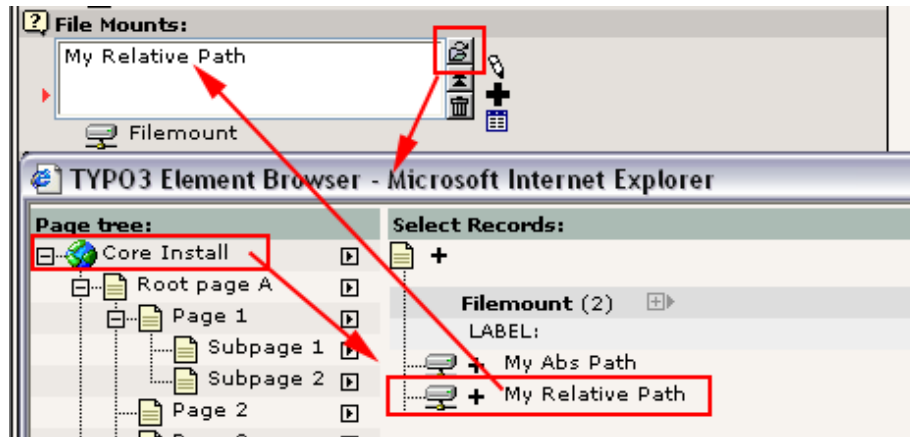 File Mounts:
My Relative Path
Filemount
TYPO3 Element Browser - Microsoft Internet Explorer
Page tree:
Core Install
Root page A
Page 1
Subpage 1
Subpage 2
Page 2
Select Records:
Filemount (2)
LABEL:
My Abs Path
My Relative Path